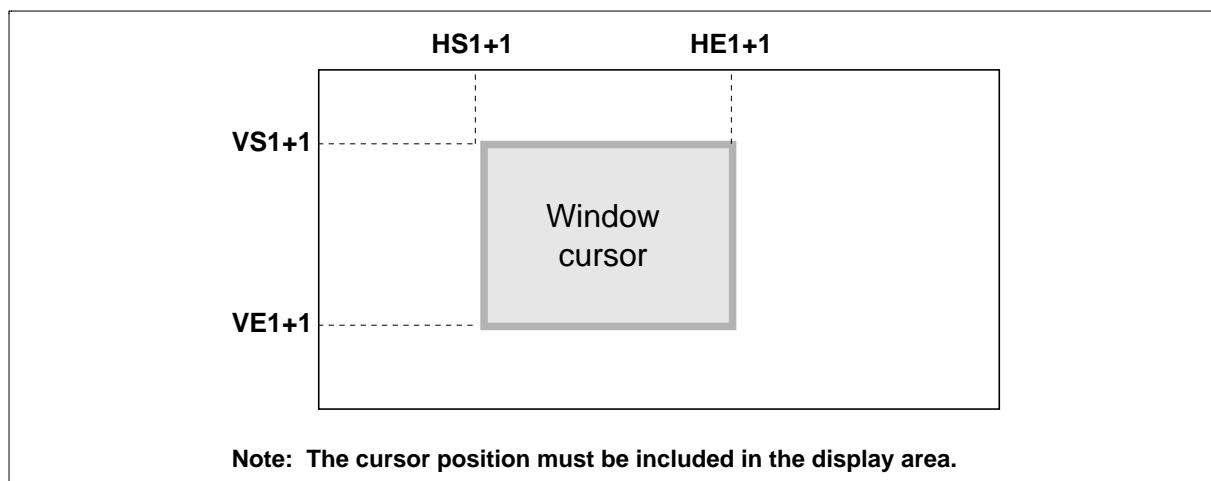 HS1+1 HE1+1
VS1+1
Window
cursor
VE1+1
Note: The cursor position must be included in the display area.